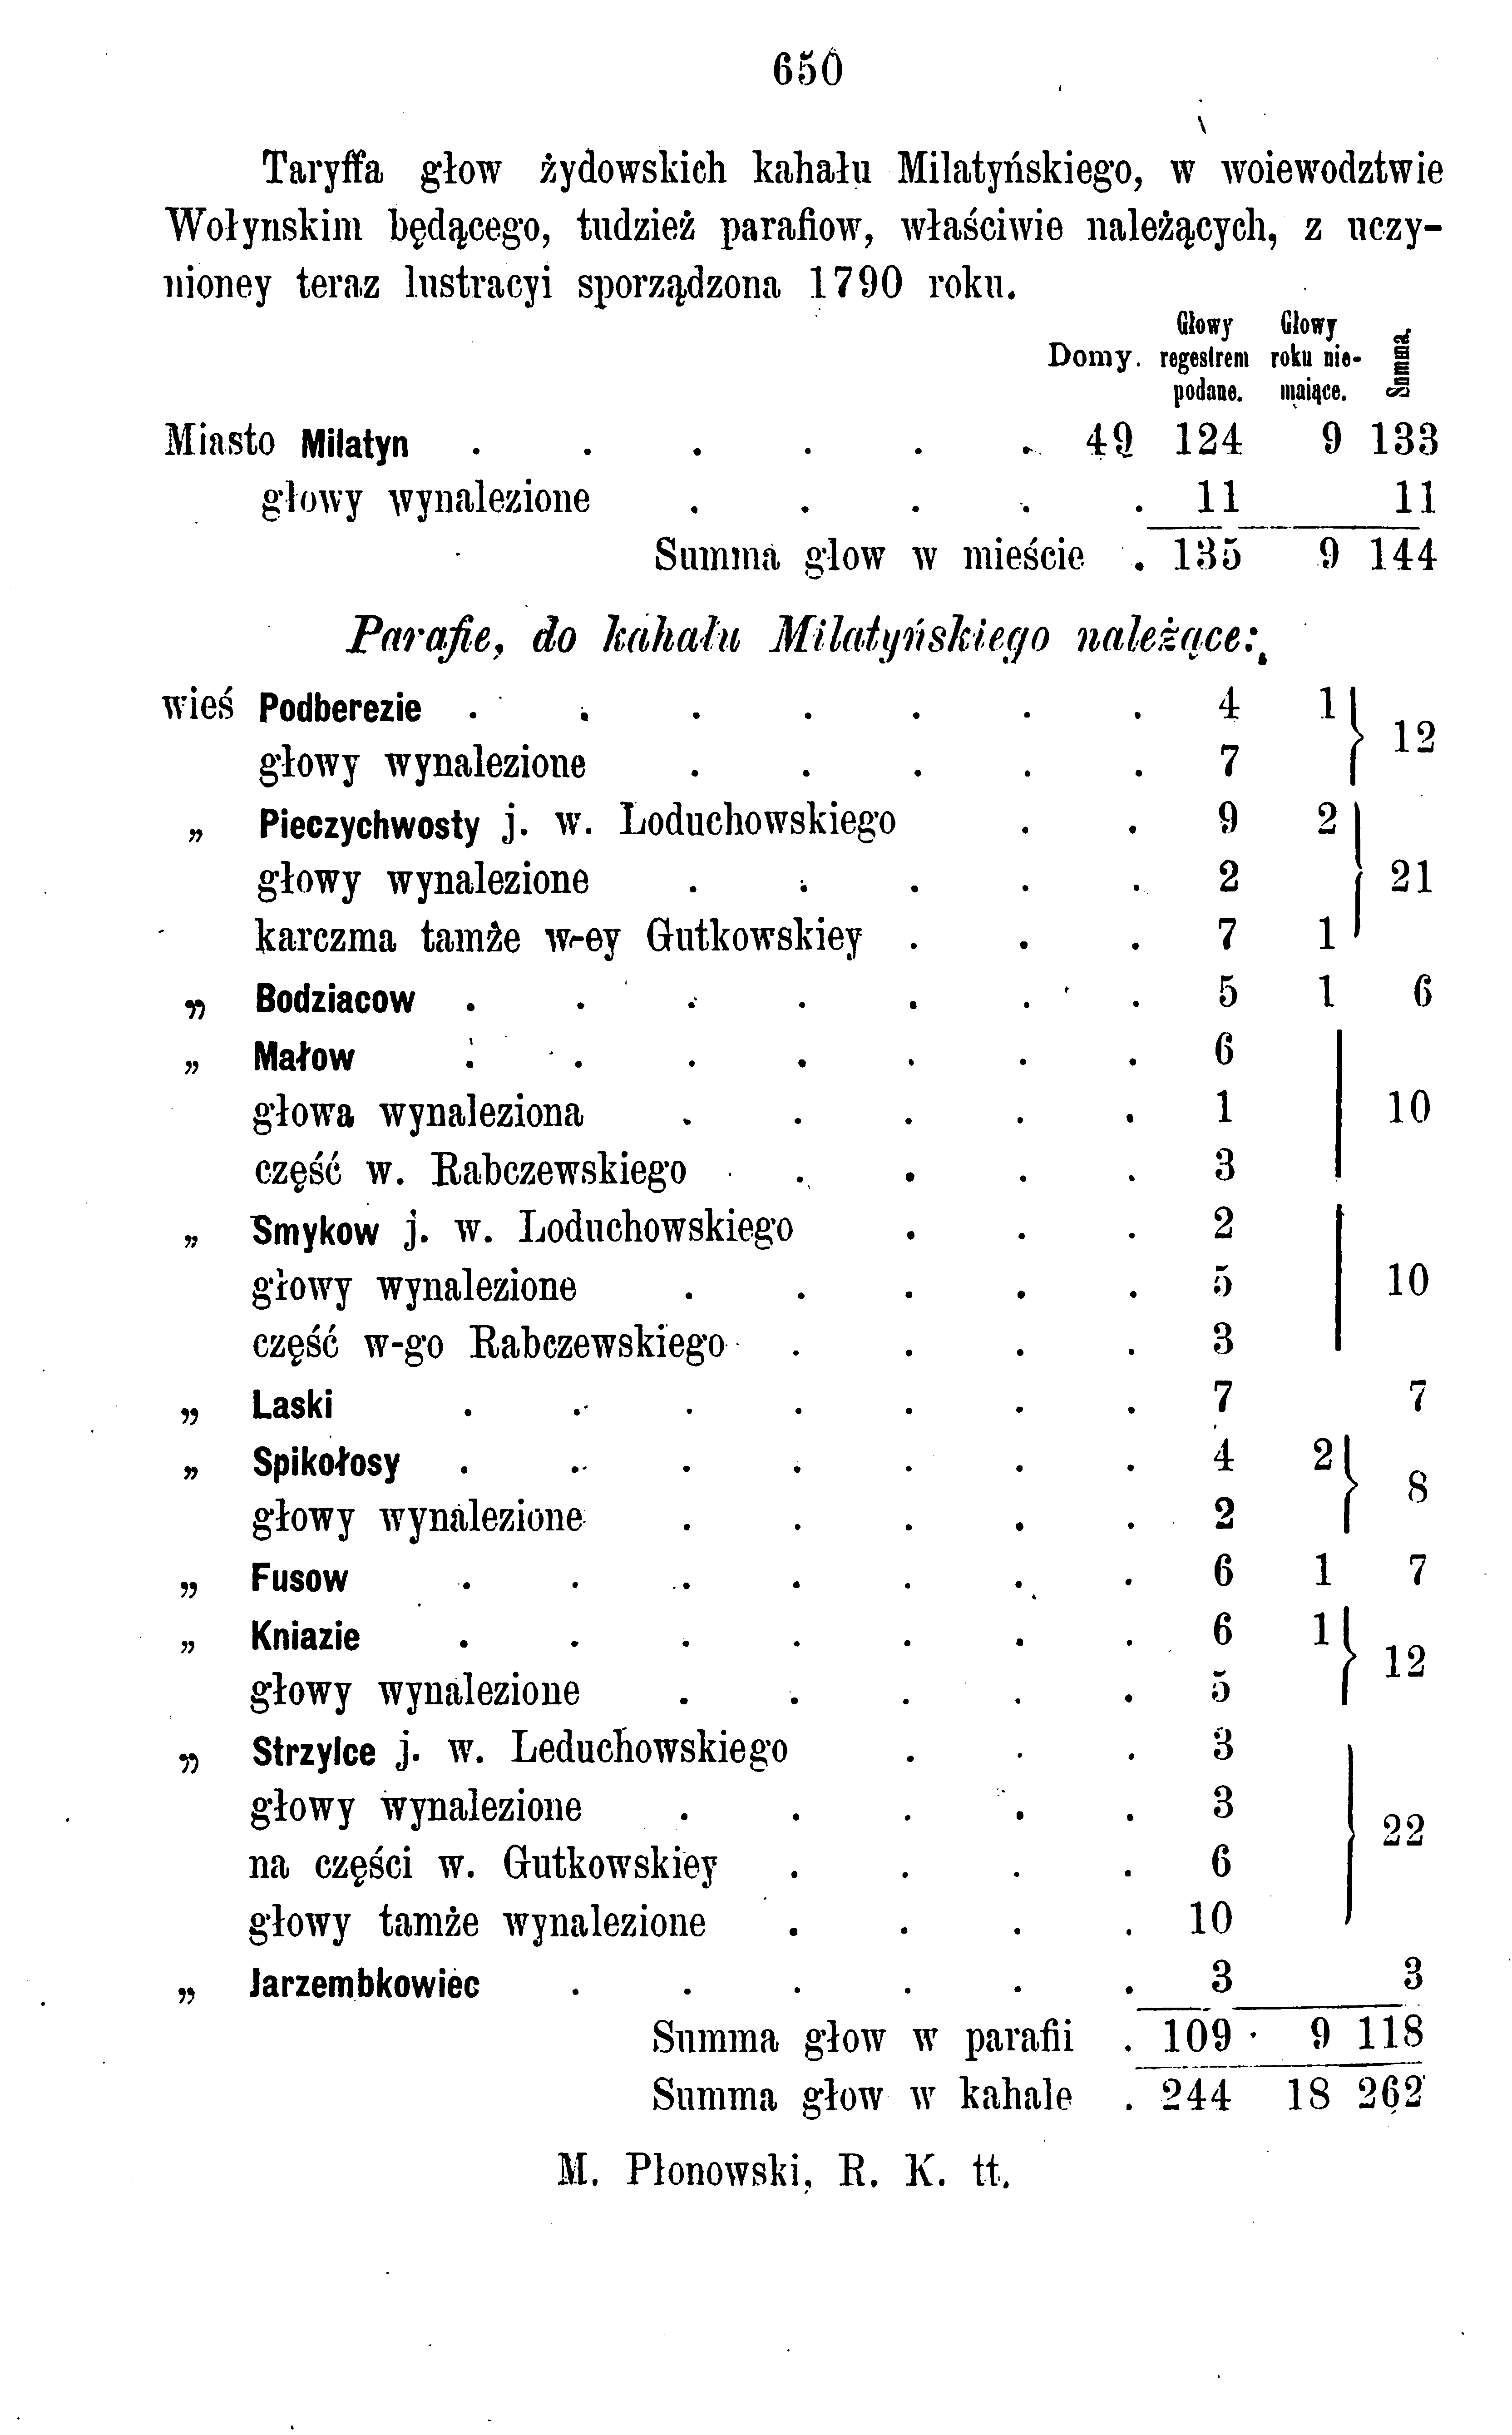 650
Taryffa głow żydowskich kahału Milatyńskiego, w woiewodztwie
Wołynskim będącego, tudzież parafiow, właściwie należących, z uczy-
nioney teraz lustracyi sporządzona 1790 roku.
Domy. Głowy regestrem podane. Głowy roku nie- maiące. Summa.
Miasto Milatyn . . . . . . 49 124 9 133
głowy wynalezione . . . . . 11 11
Summa głow w mieście . 135 9 144
Parafie, do kahału Milatyńskiego należące:
wieś Podberezie . . . . . . . 4 1 } 12
głowy wynalezione . . . . . 7
„ Pieczychwosty j. w. Loduchowskiego . . 9 2 } 21
głowy wynalezione . . . . . 2
karczma tamże w-ey Gutkowskiey . . . 7 1
„ Bodziacow . . . . . . . 5 1 6
„ Małow . . . . . . . 6 | 10
głowa wynaleziona . . . . . 1
część w. Rabczewskiego . . . . 3
„ Smykow j. w. Loduchowskiego . . . 2 | 10
głowy wynalezione . . . . . 5
część w-go Rabczewskiego . . . . 3
„ Laski . . . . . . . 7 7
„ Spikołosy . . . . . . . 4 2 } 8
głowy wynalezione . . . . . 2
„ Fusow . . . . . . . 6 1 7
„ Kniazie . . . . . . . 6 1 } 12
głowy wynalezione . . . . . 5
„ Strzylce j. w. Leduchowskiego . . . 3 } 22
głowy wynalezione . . . . . 3
na części w. Gutkowskiey . . . . 6
głowy tamże wynalezione . . . . 10
„ Jarzembkowiec . . . . . . 3 3
Summa głow w parafii . 109 9 118
Summa głow w kahale . 244 18 262
M. Płonowski, R. K. tt.